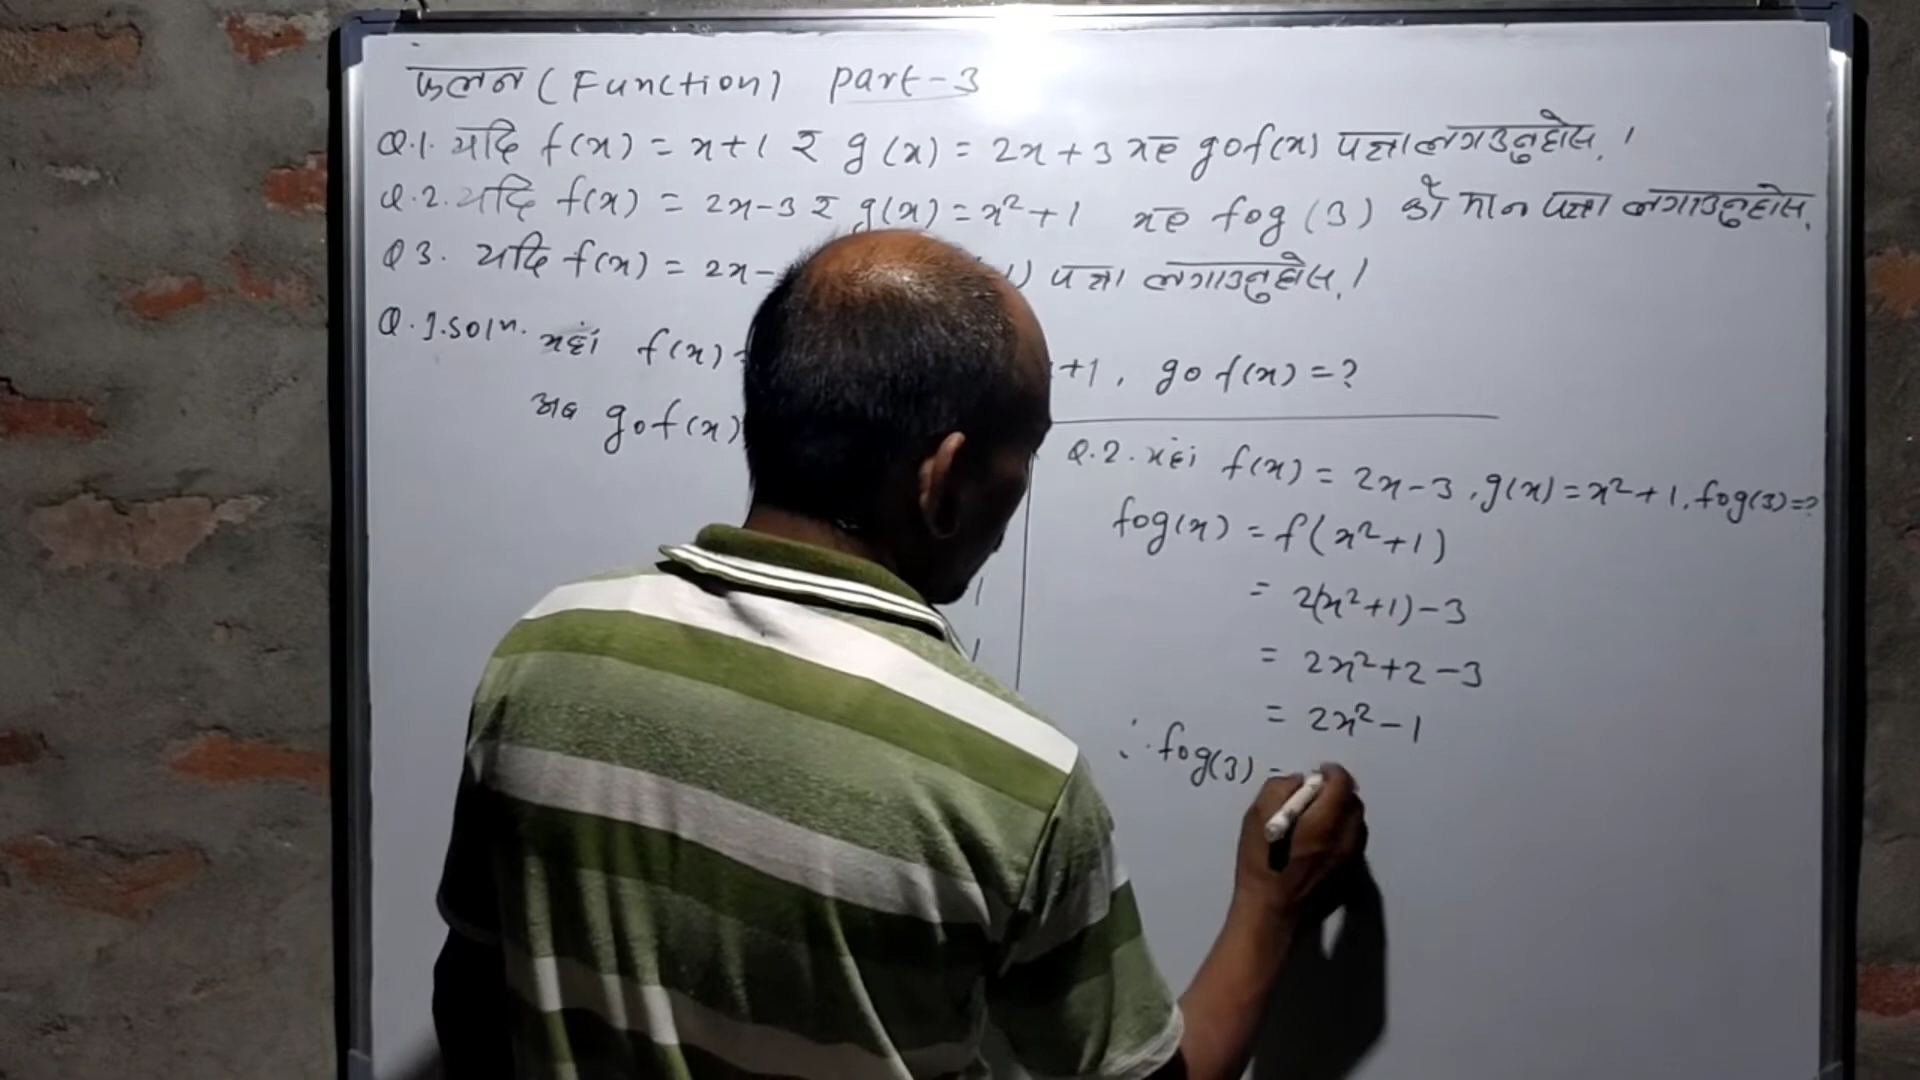 फलन (Function) Part-3
Q.1. यदि f(x) = x+1 र g(x) = 2x+3 भए gof(x) पत्ता लगाउनुहोस् ।
Q.2. यदि f(x) = 2x-3 र g(x) = x²+1 भए fog (3) को मान पत्ता लगाउनुहोस्
Q 3. यदि f(x) = 2x- ) पत्ता लगाउनुहोस् ।
Q.1.Solⁿ. यहाँ f(x) = +1, gof(x) = ?
अब gof(x)
Q.2. यहाँ f(x) = 2x-3, g(x) = x²+1, fog(3)=?
fog(x) = f(x²+1)
= 2(x²+1)-3
= 2x²+2-3
= 2x²-1
∴ fog(3) =